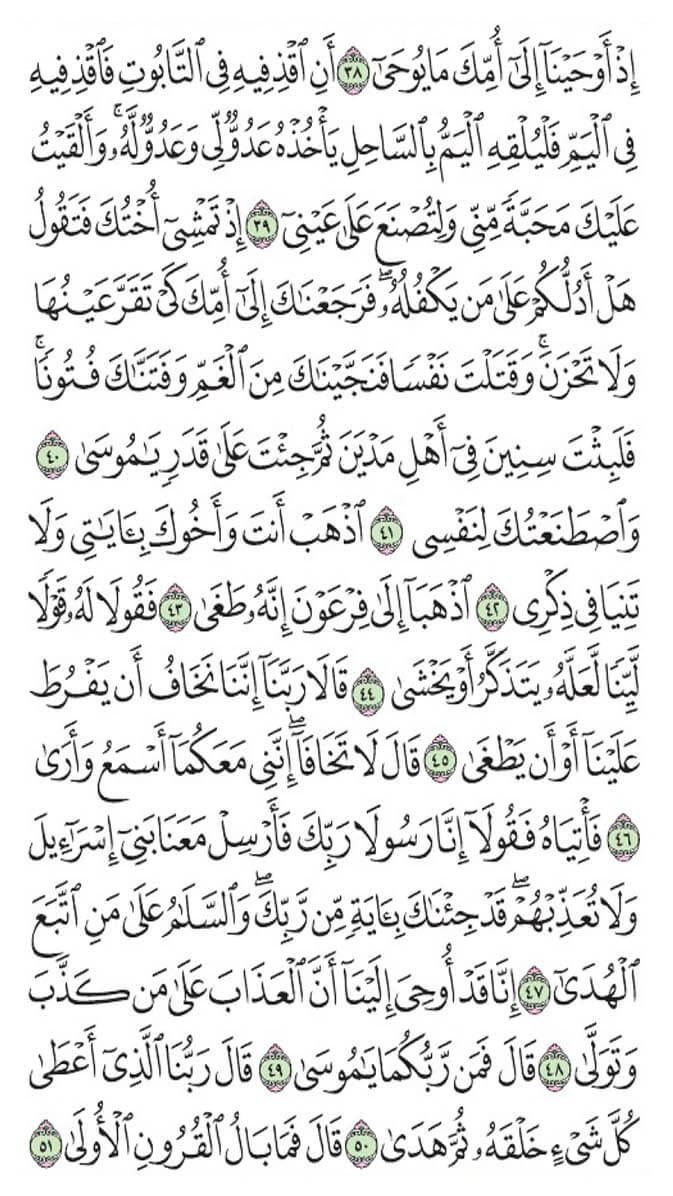 إِذْ أَوْحَيْنَآ إِلَىٰٓ أُمِّكَ مَا يُوحَىٰٓ ٣٨ أَنِ ٱقْذِفِيهِ فِى ٱلتَّابُوتِ فَٱقْذِفِيهِ
فِى ٱلْيَمِّ فَلْيُلْقِهِ ٱلْيَمُّ بِٱلسَّاحِلِ يَأْخُذْهُ عَدُوٌّ لِّى وَعَدُوٌّ لَّهُۥ ۚ وَأَلْقَيْتُ
عَلَيْكَ مَحَبَّةً مِّنِّى وَلِتُصْنَعَ عَلَىٰ عَيْنِىٓ ٣٩ إِذْ تَمْشِىٓ أُخْتُكَ فَتَقُولُ
هَلْ أَدُلُّكُمْ عَلَىٰ مَن يَكْفُلُهُۥ ۖ فَرَجَعْنَـٰكَ إِلَىٰٓ أُمِّكَ كَىْ تَقَرَّ عَيْنُهَا
وَلَا تَحْزَنَ ۚ وَقَتَلْتَ نَفْسًا فَنَجَّيْنَـٰكَ مِنَ ٱلْغَمِّ وَفَتَنَّـٰكَ فُتُونًا ۚ
فَلَبِثْتَ سِنِينَ فِىٓ أَهْلِ مَدْيَنَ ثُمَّ جِئْتَ عَلَىٰ قَدَرٍ يَـٰمُوسَىٰ ٤٠
وَٱصْطَنَعْتُكَ لِنَفْسِى ٤١ ٱذْهَبْ أَنتَ وَأَخُوكَ بِـَٔايَـٰتِى وَلَا
تَنِيَا فِى ذِكْرِى ٤٢ ٱذْهَبَآ إِلَىٰ فِرْعَوْنَ إِنَّهُۥ طَغَىٰ ٤٣ فَقُولَا لَهُۥ قَوْلًا
لَّيِّنًا لَّعَلَّهُۥ يَتَذَكَّرُ أَوْ يَخْشَىٰ ٤٤ قَالَا رَبَّنَآ إِنَّنَا نَخَافُ أَن يَفْرُطَ
عَلَيْنَآ أَوْ أَن يَطْغَىٰ ٤٥ قَالَ لَا تَخَافَآ ۖ إِنَّنِى مَعَكُمَآ أَسْمَعُ وَأَرَىٰ
٤٦ فَأْتِيَاهُ فَقُولَآ إِنَّا رَسُولَا رَبِّكَ فَأَرْسِلْ مَعَنَا بَنِىٓ إِسْرَٰٓءِيلَ
وَلَا تُعَذِّبْهُمْ ۖ قَدْ جِئْنَـٰكَ بِـَٔايَةٍ مِّن رَّبِّكَ ۖ وَٱلسَّلَـٰمُ عَلَىٰ مَنِ ٱتَّبَعَ
ٱلْهُدَىٰٓ ٤٧ إِنَّا قَدْ أُوحِىَ إِلَيْنَآ أَنَّ ٱلْعَذَابَ عَلَىٰ مَن كَذَّبَ
وَتَوَلَّىٰ ٤٨ قَالَ فَمَن رَّبُّكُمَا يَـٰمُوسَىٰ ٤٩ قَالَ رَبُّنَا ٱلَّذِىٓ أَعْطَىٰ
كُلَّ شَىْءٍ خَلْقَهُۥ ثُمَّ هَدَىٰ ٥٠ قَالَ فَمَا بَالُ ٱلْقُرُونِ ٱلْأُولَىٰ ٥١